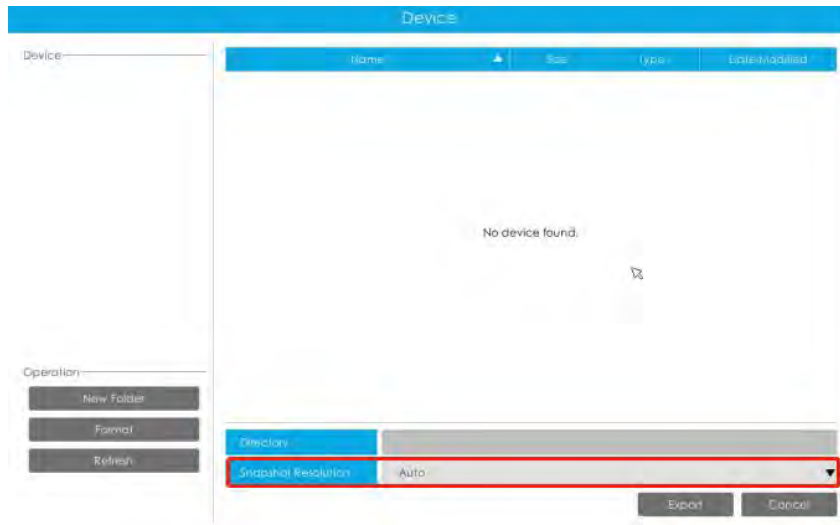 Device
Device
Name Size Type Date Modified
No device found.
Operation
New Folder
Format
Refresh
Directory
Snapshot Resolution Auto
Export Cancel